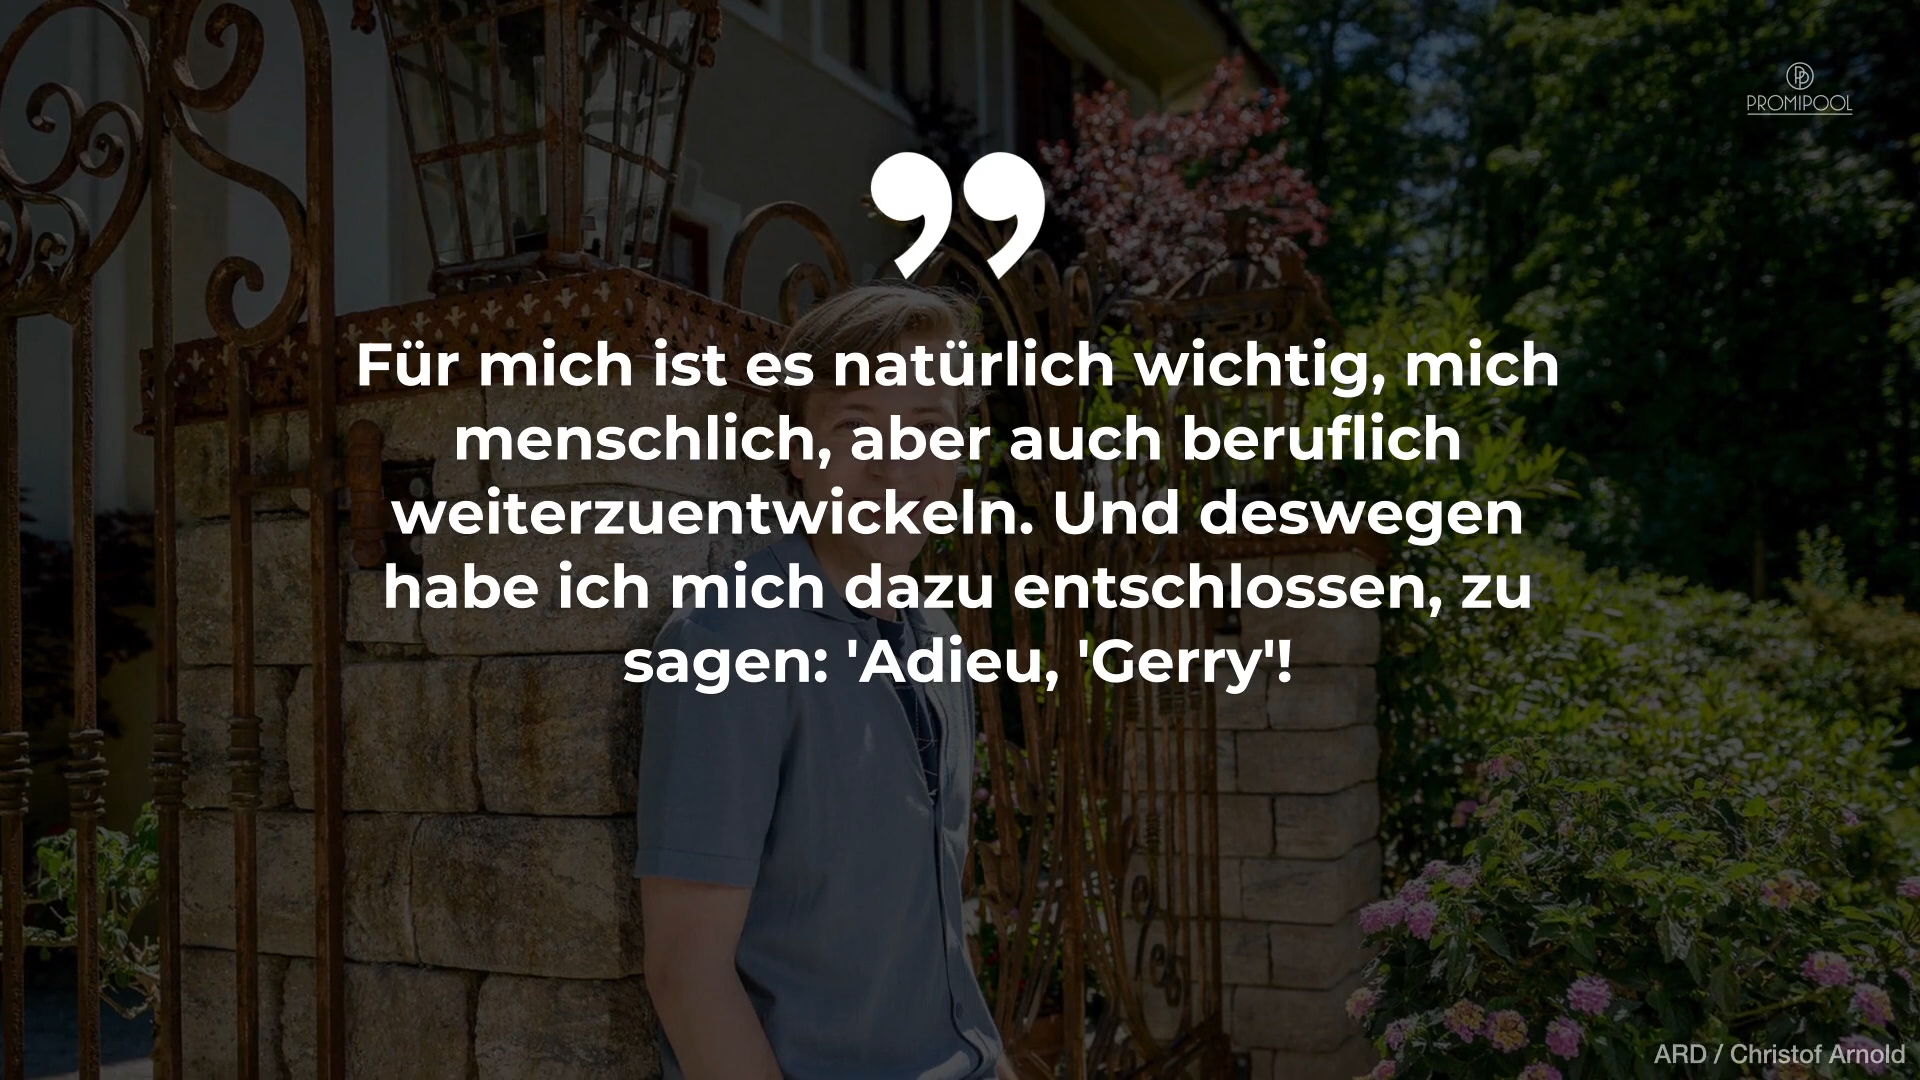 PROMIPOOL
”
Für mich ist es natürlich wichtig, mich
menschlich, aber auch beruflich
weiterzuentwickeln. Und deswegen
habe ich mich dazu entschlossen, zu
sagen: 'Adieu, 'Gerry'!
ARD / Christof Arnold